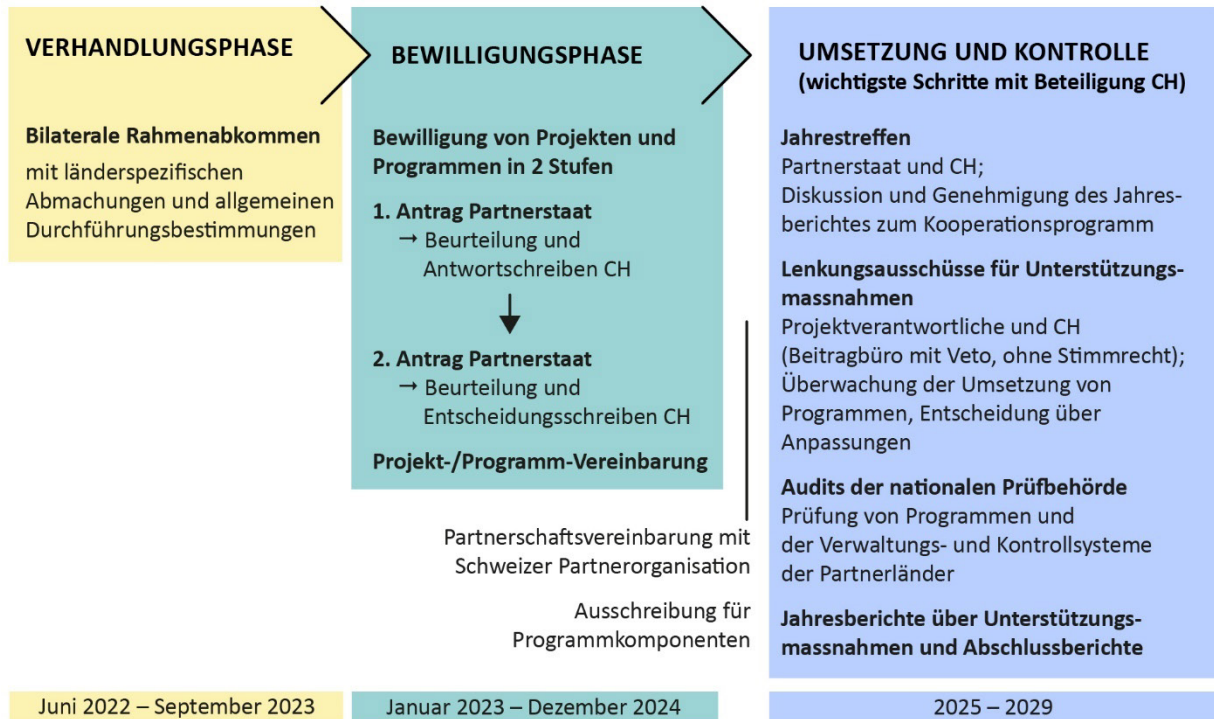 VERHANDLUNGSPHASE
Bilaterale Rahmenabkommen
mit länderspezifischen
Abmachungen und allgemeinen
Durchführungsbestimmungen
BEWILLIGUNGSPHASE
Bewilligung von Projekten und
Programmen in 2 Stufen
1. Antrag Partnerstaat
→ Beurteilung und
Antwortschreiben CH
2. Antrag Partnerstaat
→ Beurteilung und
Entscheidungsschreiben CH
Projekt-/Programm-Vereinbarung
Partnerschaftsvereinbarung mit
Schweizer Partnerorganisation
Ausschreibung für
Programmkomponenten
UMSETZUNG UND KONTROLLE
(wichtigste Schritte mit Beteiligung CH)
Jahrestreffen
Partnerstaat und CH;
Diskussion und Genehmigung des Jahres-
berichtes zum Kooperationsprogramm
Lenkungsausschüsse für Unterstützungs-
massnahmen
Projektverantwortliche und CH
(Beitragbüro mit Veto, ohne Stimmrecht);
Überwachung der Umsetzung von
Programmen, Entscheidung über
Anpassungen
Audits der nationalen Prüfbehörde
Prüfung von Programmen und
der Verwaltungs- und Kontrollsysteme
der Partnerländer
Jahresberichte über Unterstützungs-
massnahmen und Abschlussberichte
Juni 2022 – September 2023
Januar 2023 – Dezember 2024
2025 – 2029